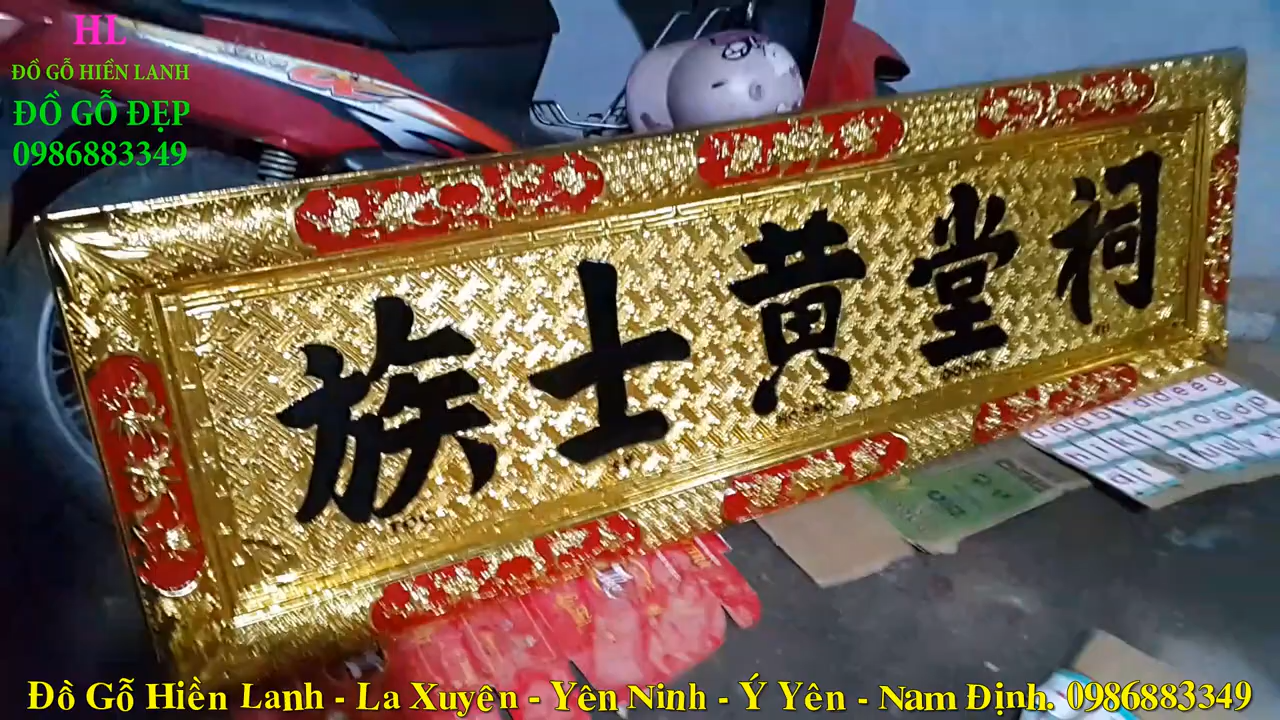 HL
ĐỒ GỖ HIỀN LANH
ĐỒ GỖ ĐẸP
0986883349
族士黄堂祠
Đồ Gỗ Hiền Lanh - La Xuyên - Yên Ninh - Ý Yên - Nam Định. 0986883349